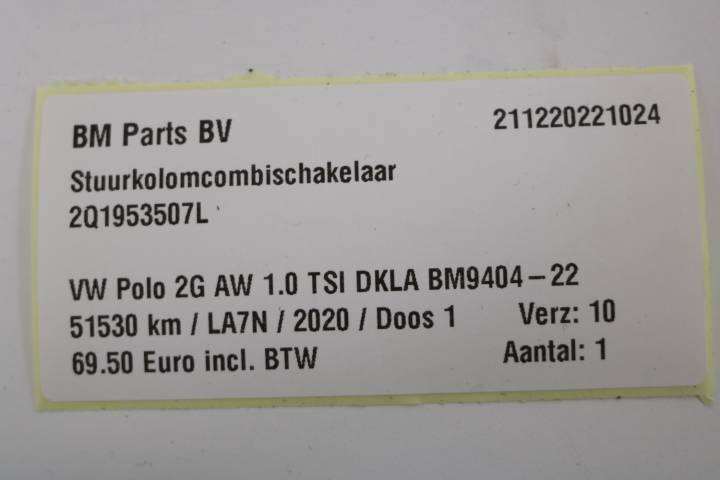 BM Parts BV 211220221024
Stuurkolomcombischakelaar
2Q1953507L
VW Polo 2G AW 1.0 TSI DKLA BM9404-22
51530 km / LA7N / 2020 / Doos 1 Verz: 10
69.50 Euro incl. BTW Aantal: 1